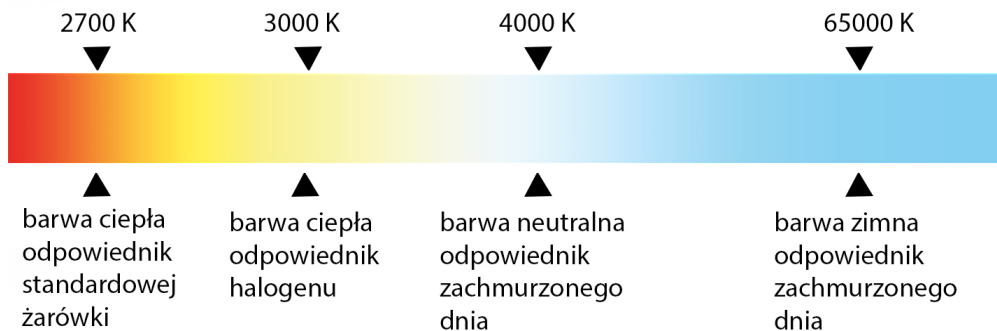 2700 K
3000 K
4000 K
65000 K
barwa ciepła
odpowiednik
standardowej
żarówki
barwa ciepła
odpowiednik
halogenu
barwa neutralna
odpowiednik
zachmurzonego
dnia
barwa zimna
odpowiednik
zachmurzonego
dnia